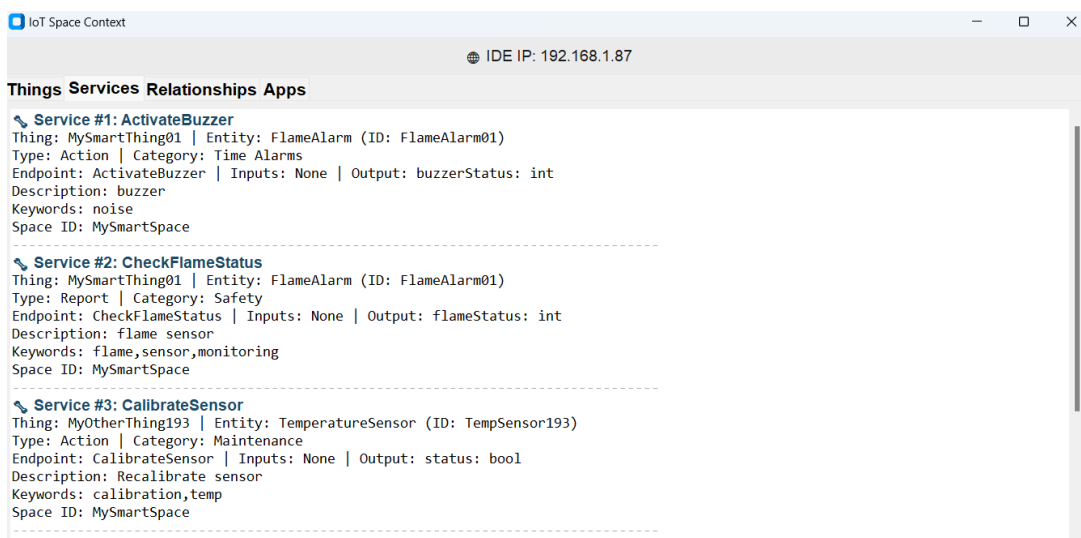 IoT Space Context
IDE IP: 192.168.1.87
Things Services Relationships Apps
Service #1: ActivateBuzzer
Thing: MySmartThing01 | Entity: FlameAlarm (ID: FlameAlarm01)
Type: Action | Category: Time Alarms
Endpoint: ActivateBuzzer | Inputs: None | Output: buzzerStatus: int
Description: buzzer
Keywords: noise
Space ID: MySmartSpace
Service #2: CheckFlameStatus
Thing: MySmartThing01 | Entity: FlameAlarm (ID: FlameAlarm01)
Type: Report | Category: Safety
Endpoint: CheckFlameStatus | Inputs: None | Output: flameStatus: int
Description: flame sensor
Keywords: flame,sensor,monitoring
Space ID: MySmartSpace
Service #3: CalibrateSensor
Thing: MyOtherThing193 | Entity: TemperatureSensor (ID: TempSensor193)
Type: Action | Category: Maintenance
Endpoint: CalibrateSensor | Inputs: None | Output: status: bool
Description: Recalibrate sensor
Keywords: calibration,temp
Space ID: MySmartSpace